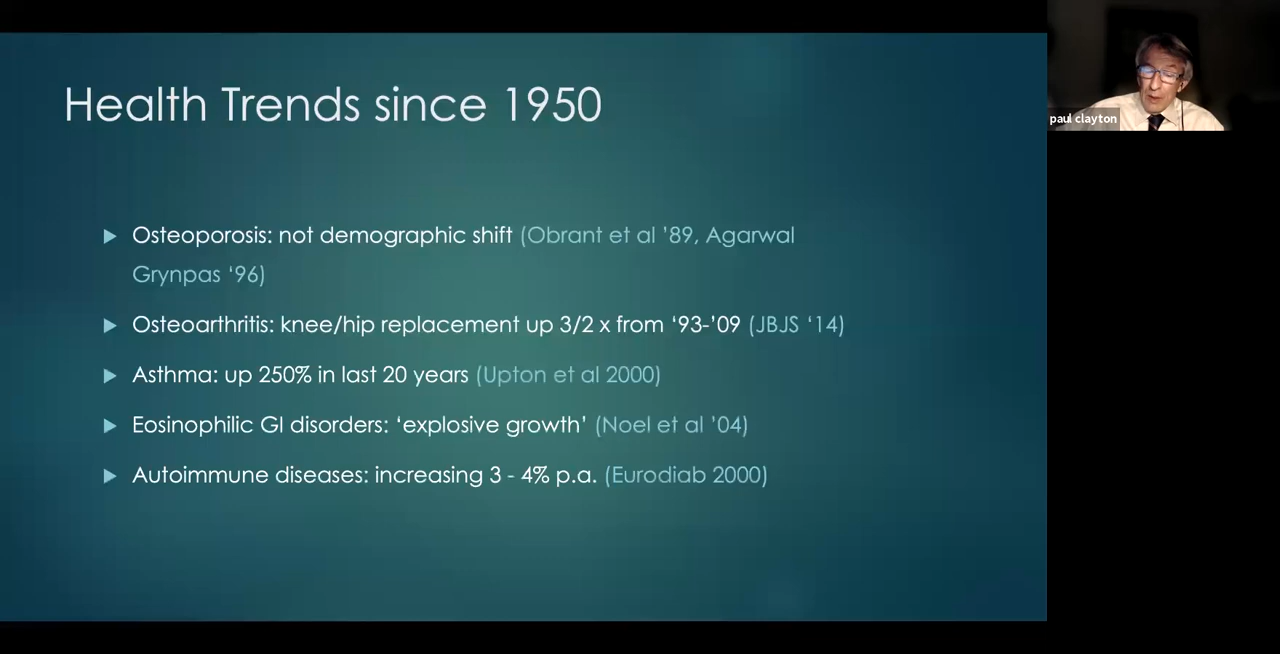 Health Trends since 1950
Osteoporosis: not demographic shift (Obrant et al ’89, Agarwal
Grynpas ‘96)
Osteoarthritis: knee/hip replacement up 3/2 x from ‘93-’09 (JBJS ‘14)
Asthma: up 250% in last 20 years (Upton et al 2000)
Eosinophilic GI disorders: ‘explosive growth’ (Noel et al ’04)
Autoimmune diseases: increasing 3 - 4% p.a. (Eurodiab 2000)
paul clayton